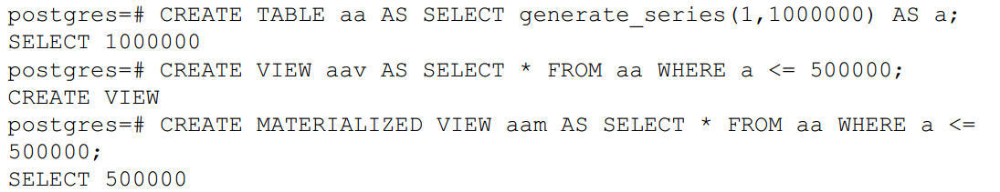 postgres=# CREATE TABLE aa AS SELECT generate_series(1,1000000) AS a;
SELECT 1000000
postgres=# CREATE VIEW aav AS SELECT * FROM aa WHERE a <= 500000;
CREATE VIEW
postgres=# CREATE MATERIALIZED VIEW aam AS SELECT * FROM aa WHERE a <=
500000;
SELECT 500000